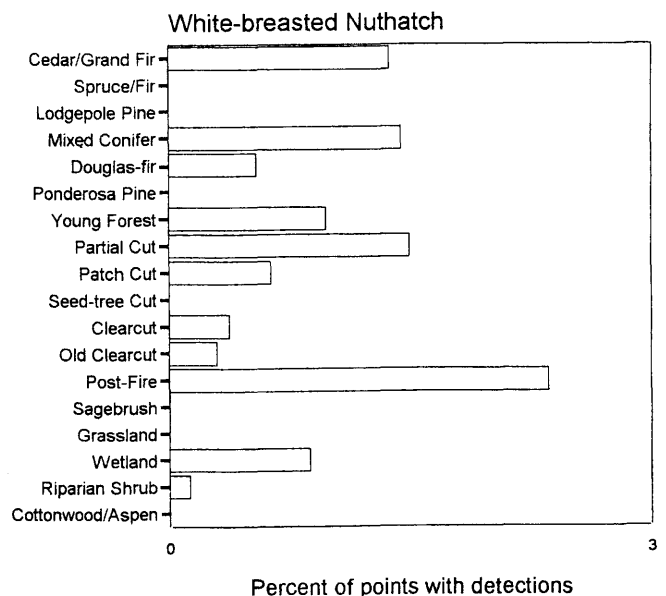 White-breasted Nuthatch
Cedar/Grand Fir
Spruce/Fir
Lodgepole Pine
Mixed Conifer
Douglas-fir
Ponderosa Pine
Young Forest
Partial Cut
Patch Cut
Seed-tree Cut
Clearcut
Old Clearcut
Post-Fire
Sagebrush
Grassland
Wetland
Riparian Shrub
Cottonwood/Aspen
0 3
Percent of points with detections